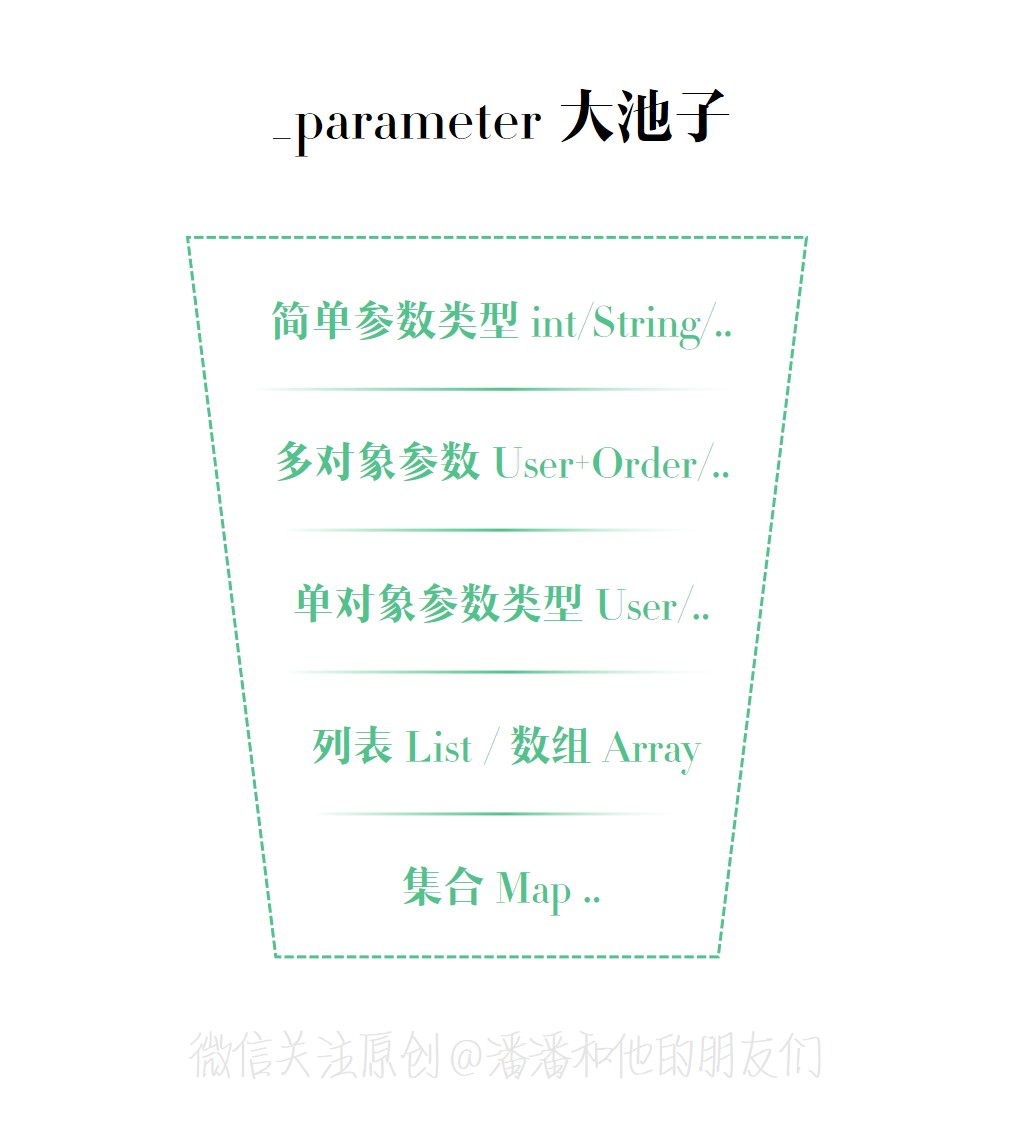 _parameter 大池子
简单参数类型 int/String/..
多对象参数 User+Order/..
单对象参数类型 User/..
列表 List / 数组 Array
集合 Map ..
微信关注原创@潘潘和他的朋友们